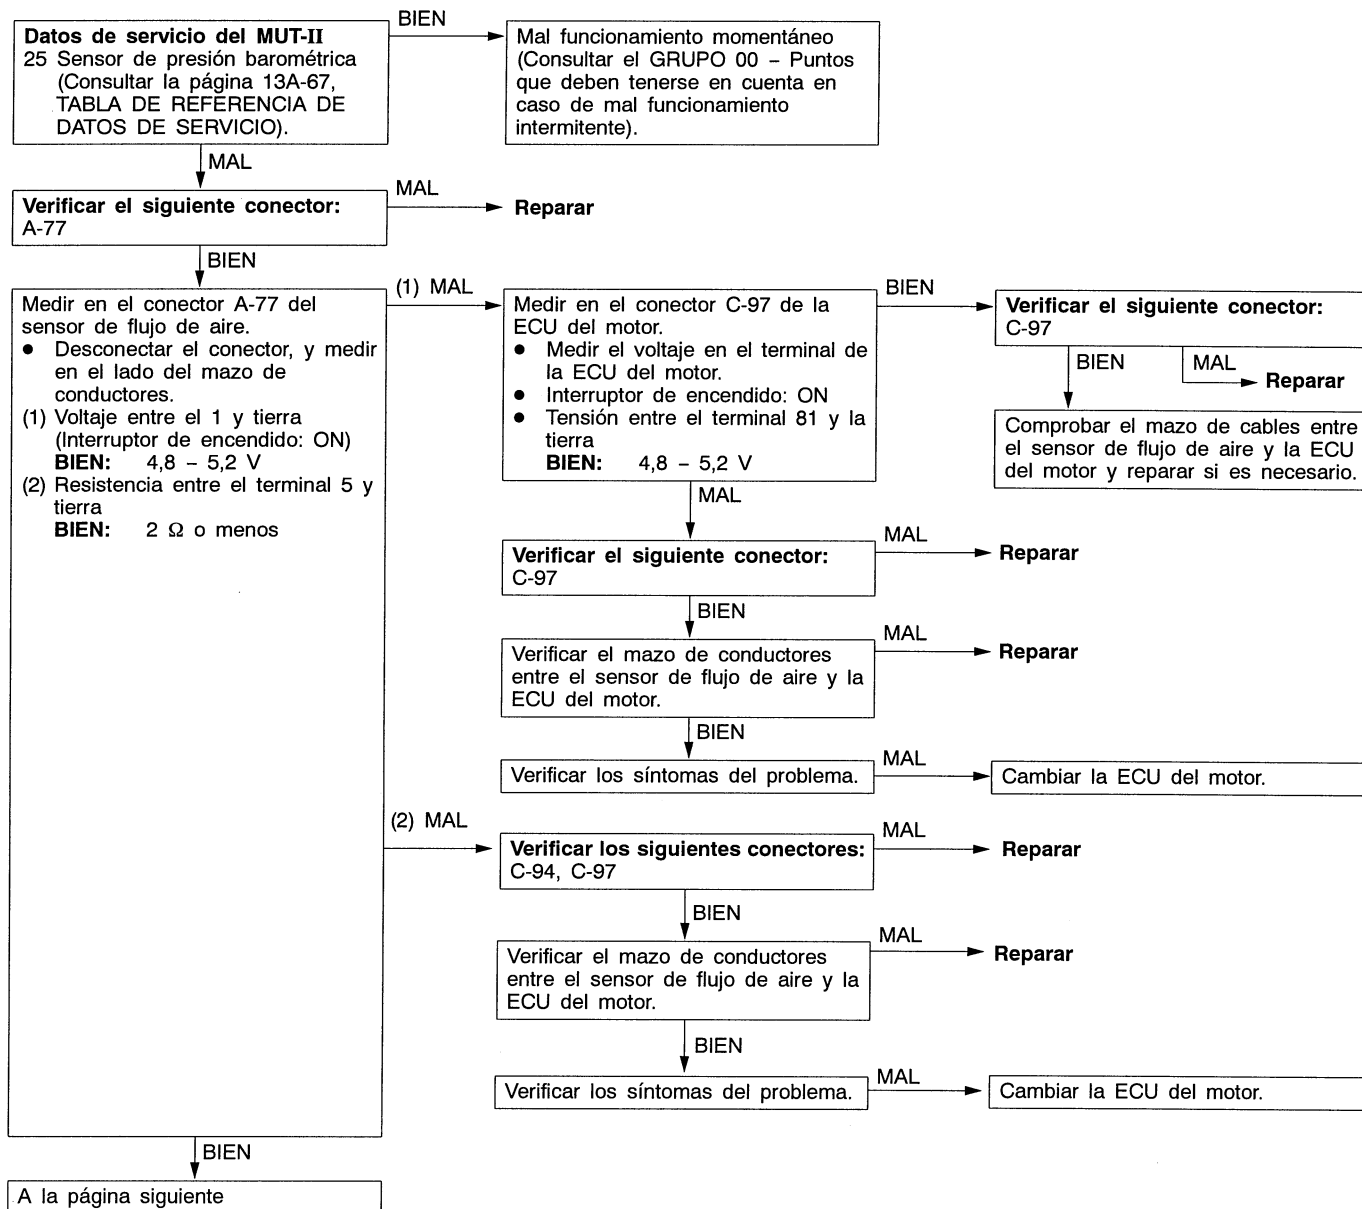 Datos de servicio del MUT-II
25 Sensor de presión barométrica
(Consultar la página 13A-67,
TABLA DE REFERENCIA DE
DATOS DE SERVICIO).
BIEN
Mal funcionamiento momentáneo
(Consultar el GRUPO 00 – Puntos
que deben tenerse en cuenta en
caso de mal funcionamiento
intermitente).
MAL
Verificar el siguiente conector:
A-77
MAL
Reparar
BIEN
Medir en el conector A-77 del
sensor de flujo de aire.
● Desconectar el conector, y medir
en el lado del mazo de
conductores.
(1) Voltaje entre el 1 y tierra
(Interruptor de encendido: ON)
BIEN: 4,8 – 5,2 V
(2) Resistencia entre el terminal 5 y
tierra
BIEN: 2 Ω o menos
(1) MAL
Medir en el conector C-97 de la
ECU del motor.
● Medir el voltaje en el terminal de
la ECU del motor.
● Interruptor de encendido: ON
● Tensión entre el terminal 81 y la
tierra
BIEN: 4,8 – 5,2 V
BIEN
Verificar el siguiente conector:
C-97
BIEN
MAL
Reparar
Comprobar el mazo de cables entre
el sensor de flujo de aire y la ECU
del motor y reparar si es necesario.
MAL
Verificar el siguiente conector:
C-97
MAL
Reparar
BIEN
Verificar el mazo de conductores
entre el sensor de flujo de aire y la
ECU del motor.
MAL
Reparar
BIEN
Verificar los síntomas del problema.
MAL
Cambiar la ECU del motor.
(2) MAL
Verificar los siguientes conectores:
C-94, C-97
MAL
Reparar
BIEN
Verificar el mazo de conductores
entre el sensor de flujo de aire y la
ECU del motor.
MAL
Reparar
BIEN
Verificar los síntomas del problema.
MAL
Cambiar la ECU del motor.
BIEN
A la página siguiente